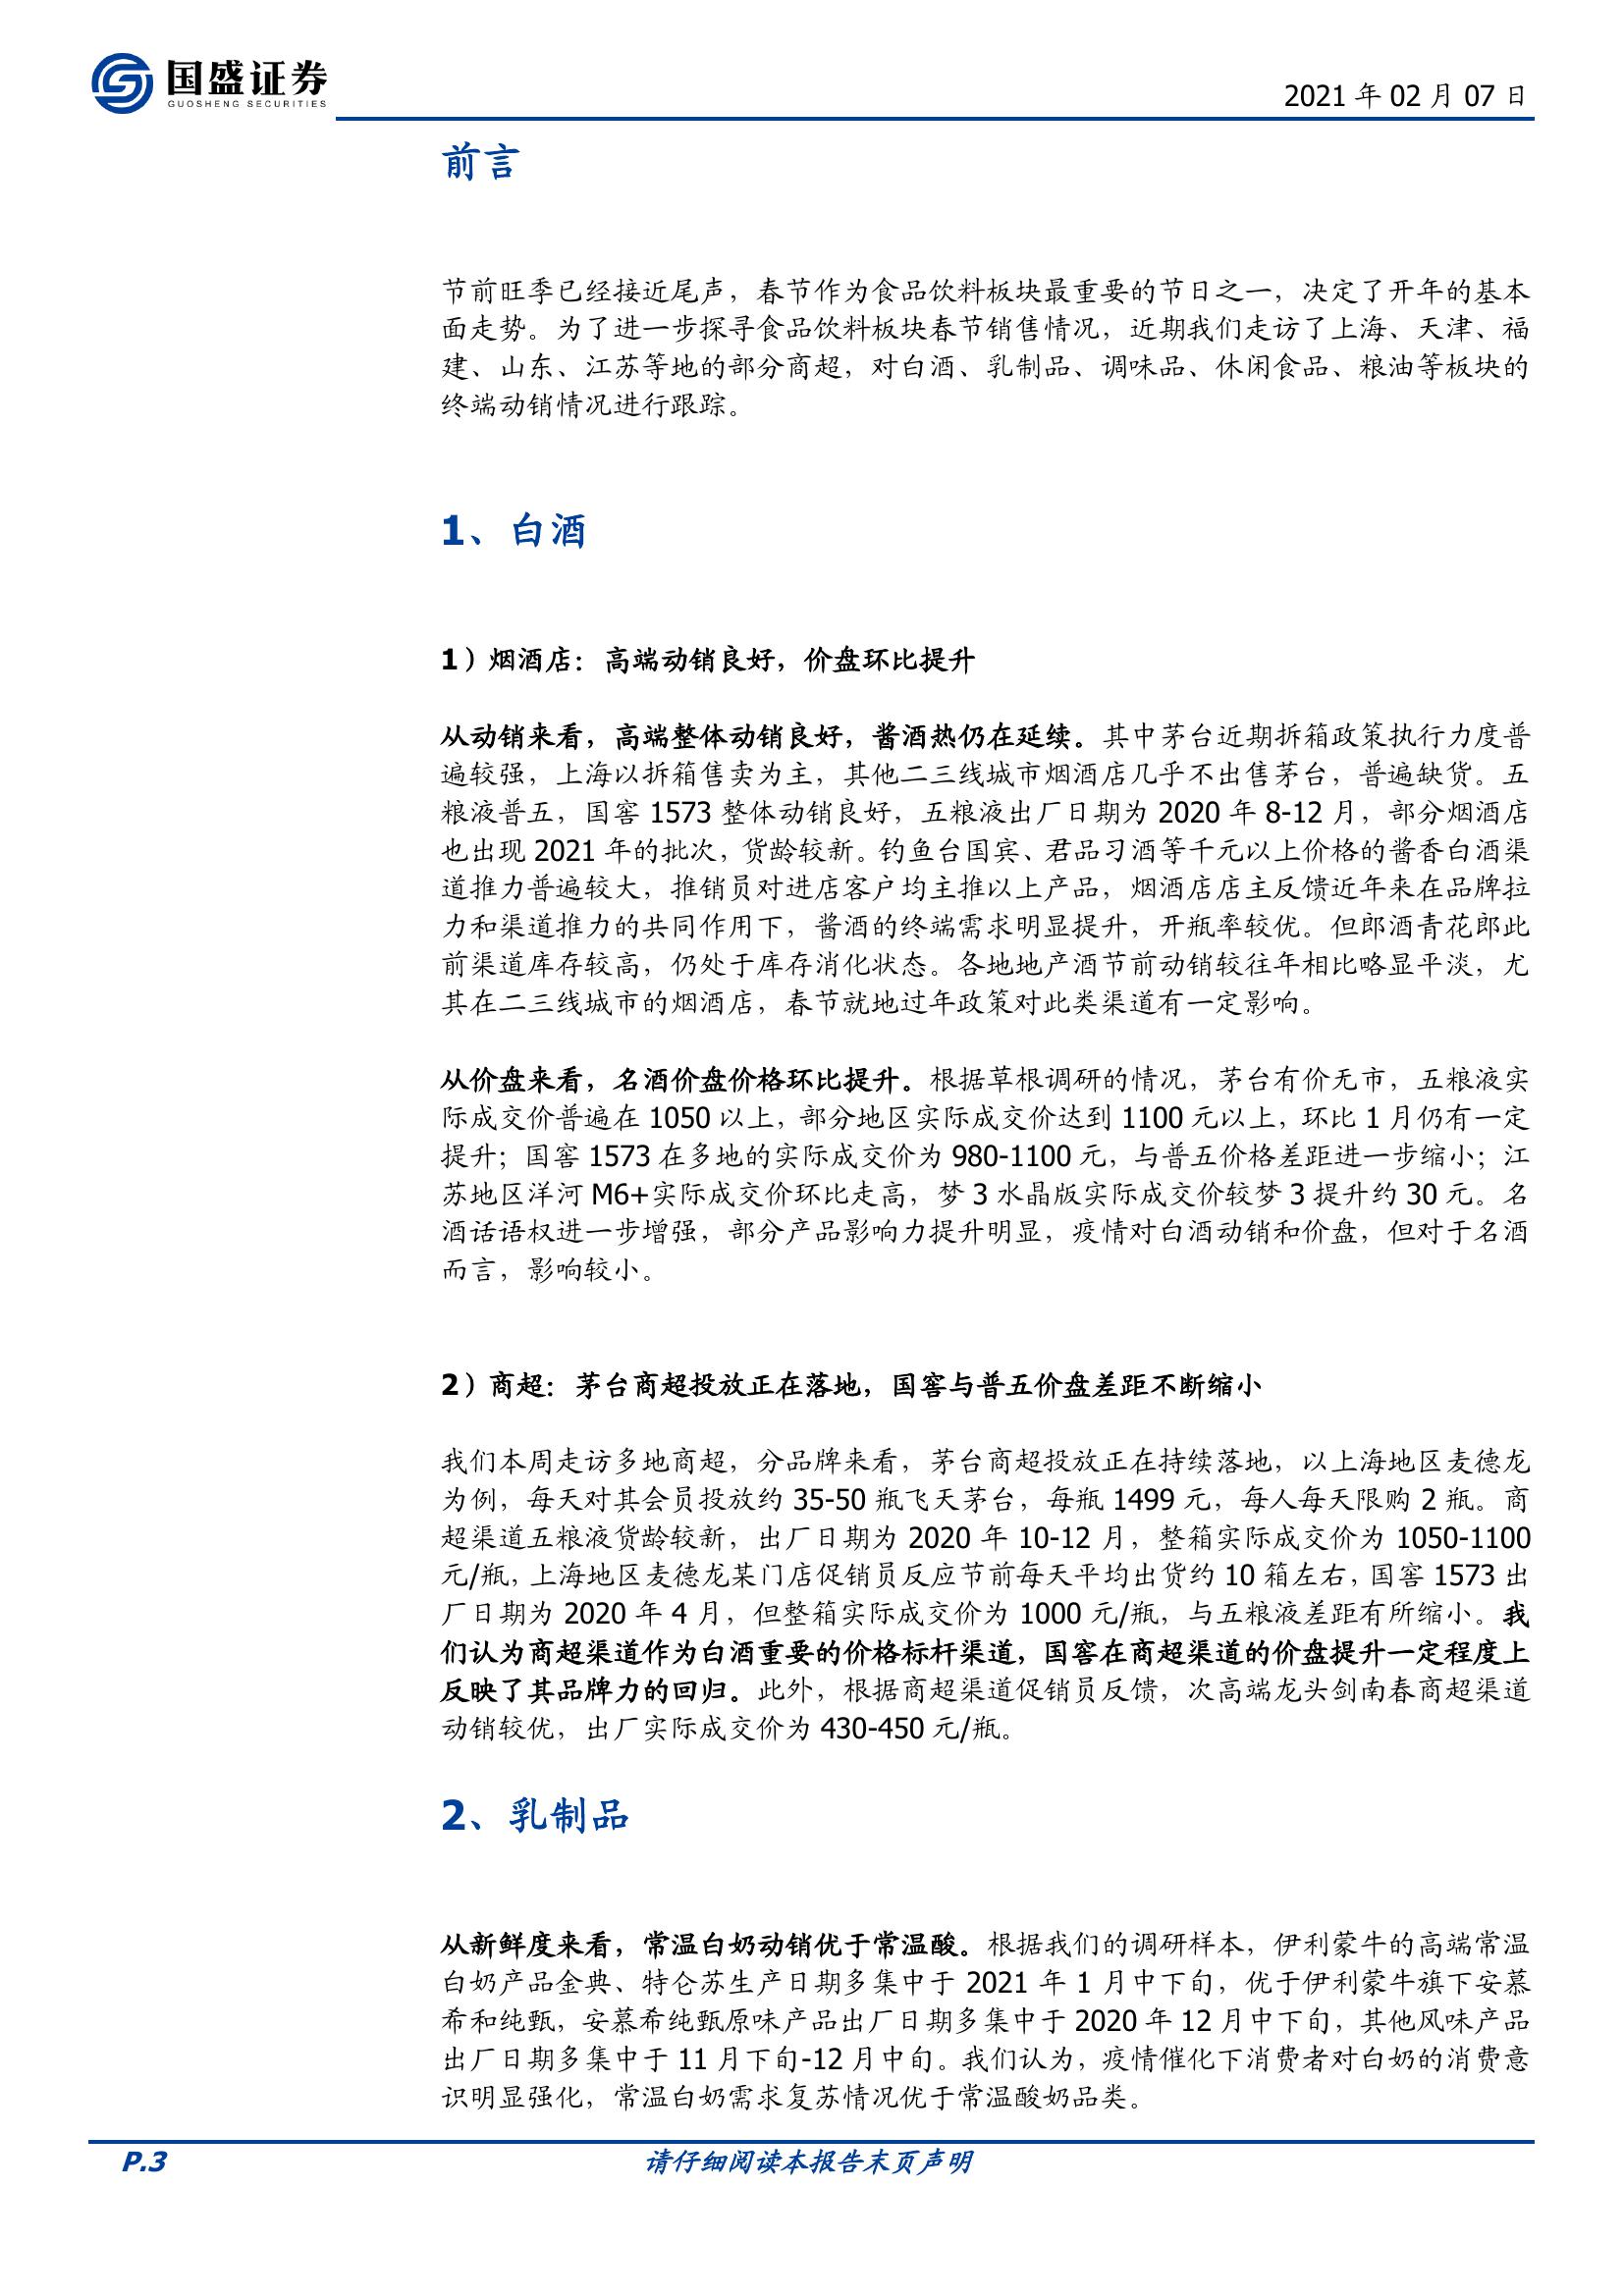 国盛证券
GUOSHENG SECURITIES
2021 年 02 月 07 日
前言
节前旺季已经接近尾声，春节作为食品饮料板块最重要的节日之一，决定了开年的基本
面走势。为了进一步探寻食品饮料板块春节销售情况，近期我们走访了上海、天津、福
建、山东、江苏等地的部分商超，对白酒、乳制品、调味品、休闲食品、粮油等板块的
终端动销情况进行跟踪。
1、白酒
1）烟酒店：高端动销良好，价盘环比提升
从动销来看，高端整体动销良好，酱酒热仍在延续。其中茅台近期拆箱政策执行力度普
遍较强，上海以拆箱售卖为主，其他二三线城市烟酒店几乎不出售茅台，普遍缺货。五
粮液普五，国窖 1573 整体动销良好，五粮液出厂日期为 2020 年 8-12 月，部分烟酒店
也出现 2021 年的批次，货龄较新。钓鱼台国宾、君品习酒等千元以上价格的酱香白酒渠
道推力普遍较大，推销员对进店客户均主推以上产品，烟酒店店主反馈近年来在品牌拉
力和渠道推力的共同作用下，酱酒的终端需求明显提升，开瓶率较优。但郎酒青花郎此
前渠道库存较高，仍处于库存消化状态。各地地产酒节前动销较往年相比略显平淡，尤
其在二三线城市的烟酒店，春节就地过年政策对此类渠道有一定影响。
从价盘来看，名酒价盘价格环比提升。根据草根调研的情况，茅台有价无市，五粮液实
际成交价普遍在 1050 以上，部分地区实际成交价达到 1100 元以上，环比 1 月仍有一定
提升；国窖 1573 在多地的实际成交价为 980-1100 元，与普五价格差距进一步缩小；江
苏地区洋河 M6+实际成交价环比走高，梦 3 水晶版实际成交价较梦 3 提升约 30 元。名
酒话语权进一步增强，部分产品影响力提升明显，疫情对白酒动销和价盘，但对于名酒
而言，影响较小。
2）商超：茅台商超投放正在落地，国窖与普五价盘差距不断缩小
我们本周走访多地商超，分品牌来看，茅台商超投放正在持续落地，以上海地区麦德龙
为例，每天对其会员投放约 35-50 瓶飞天茅台，每瓶 1499 元，每人每天限购 2 瓶。商
超渠道五粮液货龄较新，出厂日期为 2020 年 10-12 月，整箱实际成交价为 1050-1100
元/瓶，上海地区麦德龙某门店促销员反应节前每天平均出货约 10 箱左右，国窖 1573 出
厂日期为 2020 年 4 月，但整箱实际成交价为 1000 元/瓶，与五粮液差距有所缩小。我
们认为商超渠道作为白酒重要的价格标杆渠道，国窖在商超渠道的价盘提升一定程度上
反映了其品牌力的回归。此外，根据商超渠道促销员反馈，次高端龙头剑南春商超渠道
动销较优，出厂实际成交价为 430-450 元/瓶。
2、乳制品
从新鲜度来看，常温白奶动销优于常温酸。根据我们的调研样本，伊利蒙牛的高端常温
白奶产品金典、特仑苏生产日期多集中于 2021 年 1 月中下旬，优于伊利蒙牛旗下安慕
希和纯甄，安慕希纯甄原味产品出厂日期多集中于 2020 年 12 月中下旬，其他风味产品
出厂日期多集中于 11 月下旬-12 月中旬。我们认为，疫情催化下消费者对白奶的消费意
识明显强化，常温白奶需求复苏情况优于常温酸奶品类。
P.3
请仔细阅读本报告末页声明